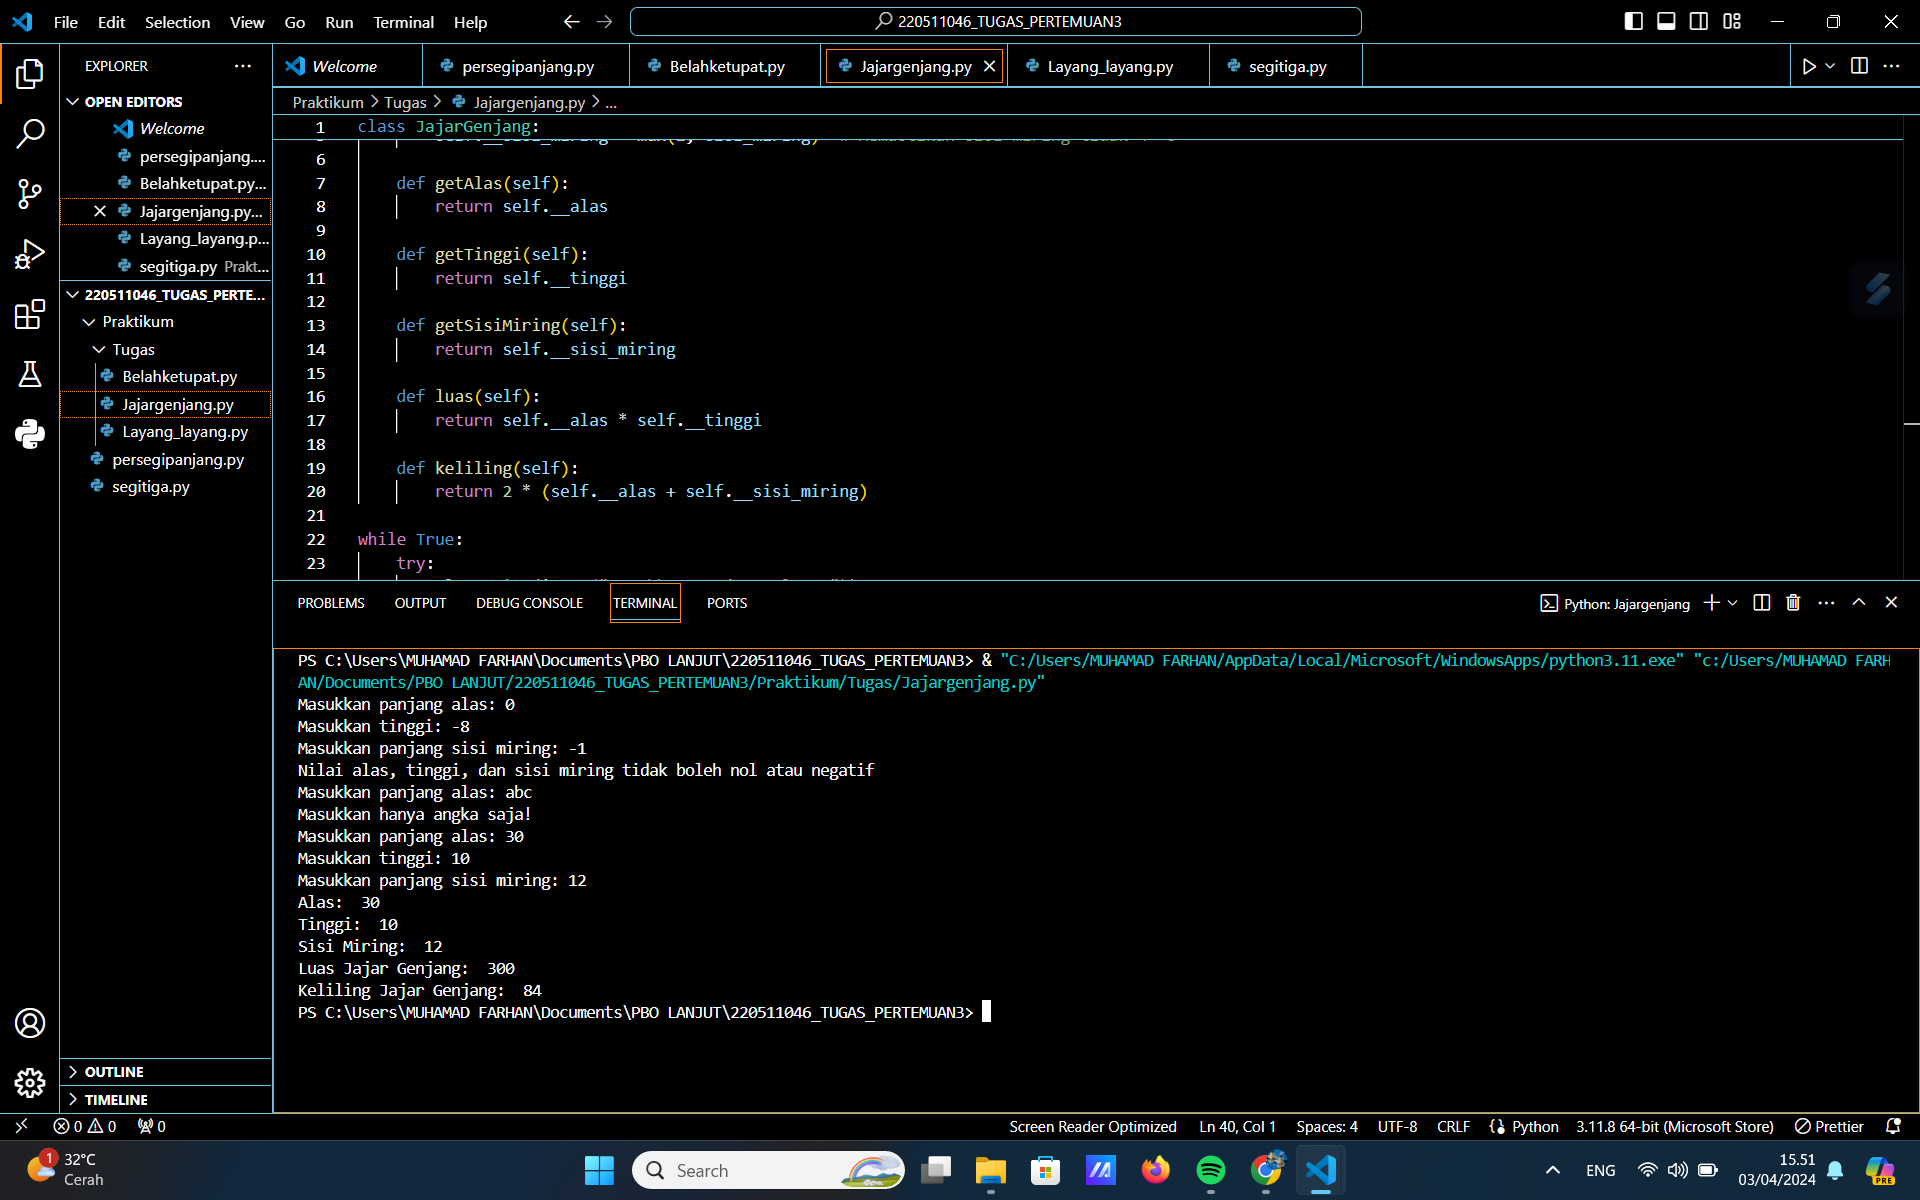 File Edit Selection View Go Run Terminal Help
220511046_TUGAS_PERTEMUAN3
EXPLORER
OPEN EDITORS
Welcome
persegipanjang....
Belahketupat.py...
Jajargenjang.py...
Layang_layang.p...
segitiga.py Prakt...
220511046_TUGAS_PERTE...
Praktikum
Tugas
Belahketupat.py
Jajargenjang.py
Layang_layang.py
persegipanjang.py
segitiga.py
OUTLINE
TIMELINE
Welcome persegipanjang.py Belahketupat.py Jajargenjang.py Layang_layang.py segitiga.py
Praktikum > Tugas > Jajargenjang.py > ...
1 class JajarGenjang:
6
7 def getAlas(self):
8 return self.__alas
9
10 def getTinggi(self):
11 return self.__tinggi
12
13 def getSisiMiring(self):
14 return self.__sisi_miring
15
16 def luas(self):
17 return self.__alas * self.__tinggi
18
19 def keliling(self):
20 return 2 * (self.__alas + self.__sisi_miring)
21
22 while True:
23 try:
PROBLEMS OUTPUT DEBUG CONSOLE TERMINAL PORTS
Python: Jajargenjang
PS C:\Users\MUHAMAD FARHAN\Documents\PBO LANJUT\220511046_TUGAS_PERTEMUAN3> & "C:/Users/MUHAMAD FARHAN/AppData/Local/Microsoft/WindowsApps/python3.11.exe" "c:/Users/MUHAMAD FARH
AN/Documents/PBO LANJUT/220511046_TUGAS_PERTEMUAN3/Praktikum/Tugas/Jajargenjang.py"
Masukkan panjang alas: 0
Masukkan tinggi: -8
Masukkan panjang sisi miring: -1
Nilai alas, tinggi, dan sisi miring tidak boleh nol atau negatif
Masukkan panjang alas: abc
Masukkan hanya angka saja!
Masukkan panjang alas: 30
Masukkan tinggi: 10
Masukkan panjang sisi miring: 12
Alas:  30
Tinggi:  10
Sisi Miring:  12
Luas Jajar Genjang:  300
Keliling Jajar Genjang:  84
PS C:\Users\MUHAMAD FARHAN\Documents\PBO LANJUT\220511046_TUGAS_PERTEMUAN3>
0 0 0
Screen Reader Optimized Ln 40, Col 1 Spaces: 4 UTF-8 CRLF Python 3.11.8 64-bit (Microsoft Store) Prettier
1
32°C
Cerah
Search
ENG
15.51
03/04/2024
PRE